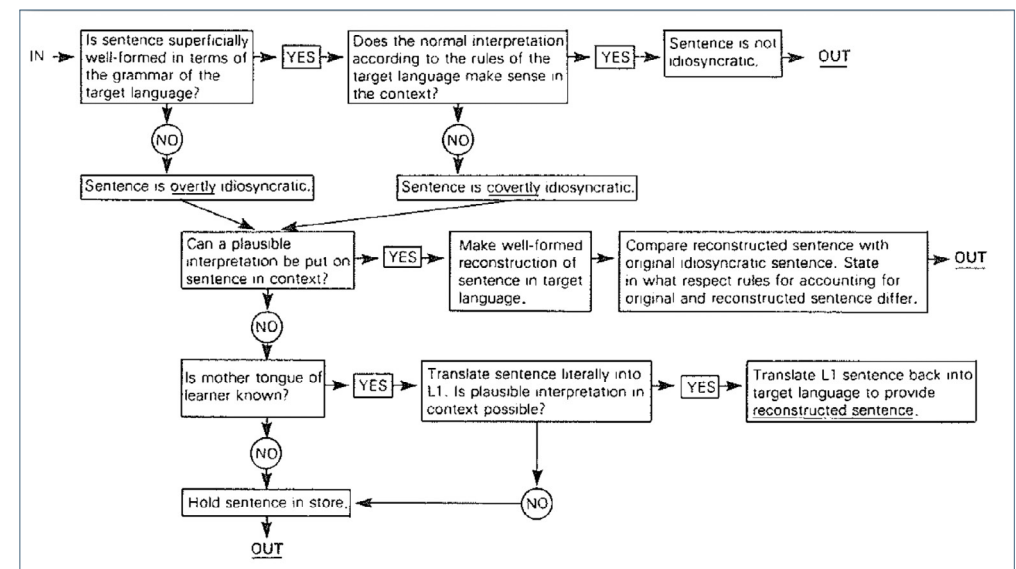 IN
Is sentence superficially
well-formed in terms of
the grammar of the
target language?
YES
Does the normal interpretation
according to the rules of the
target language make sense in
the context?
YES
Sentence is not
idiosyncratic.
OUT
NO
NO
Sentence is overtly idiosyncratic.
Sentence is covertly idiosyncratic.
Can a plausible
interpretation be put on
sentence in context?
YES
Make well-formed
reconstruction of
sentence in target
language.
Compare reconstructed sentence with
original idiosyncratic sentence. State
in what respect rules for accounting for
original and reconstructed sentence differ.
OUT
NO
Is mother tongue of
learner known?
YES
Translate sentence literally into
L1. Is plausible interpretation in
context possible?
YES
Translate L1 sentence back into
target language to provide
reconstructed sentence.
NO
Hold sentence in store.
NO
OUT